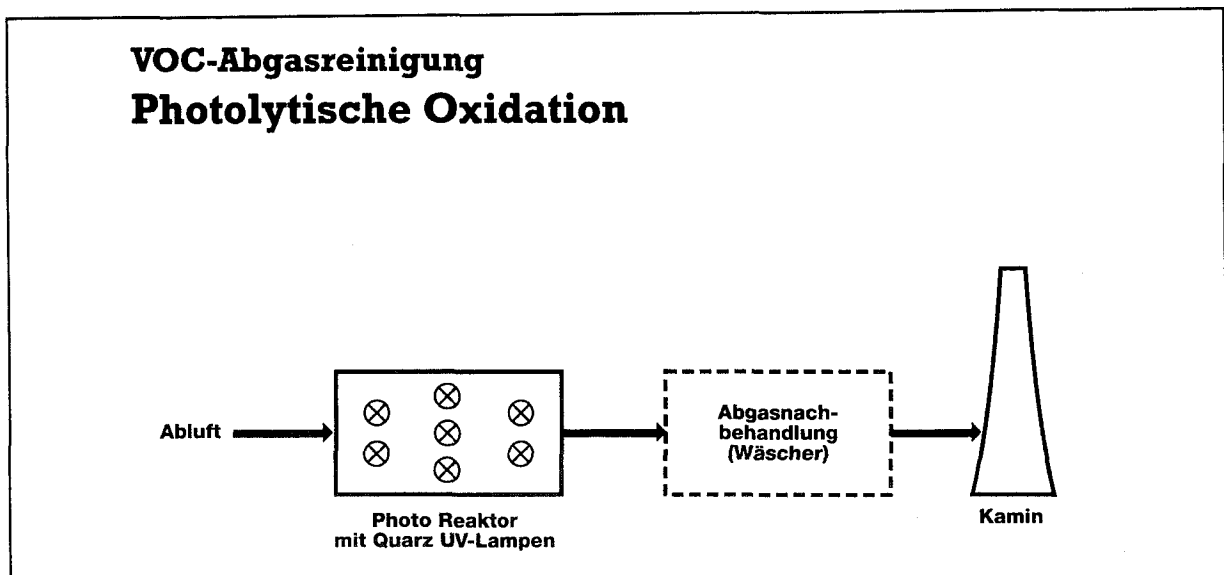 VOC-Abgasreinigung
Photolytische Oxidation
Abluft
Abgasnach-
behandlung
(Wäscher)
Photo Reaktor
mit Quarz UV-Lampen
Kamin